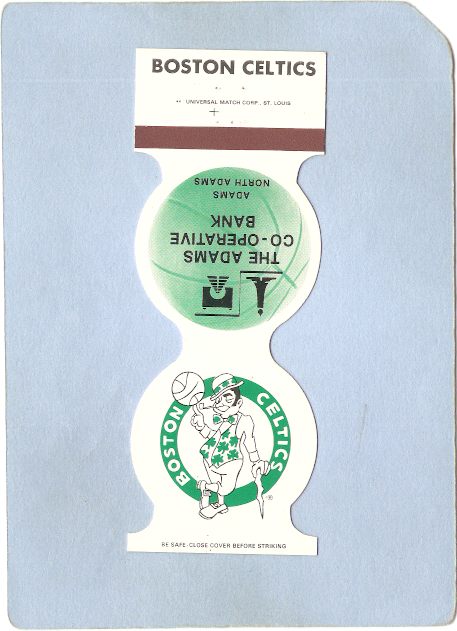 BOSTON CELTICS
UNIVERSAL MATCH CORP., ST. LOUIS
THE ADAMS
CO-OPERATIVE
BANK
ADAMS
NORTH ADAMS
BOSTON CELTICS
®
BE SAFE-CLOSE COVER BEFORE STRIKING